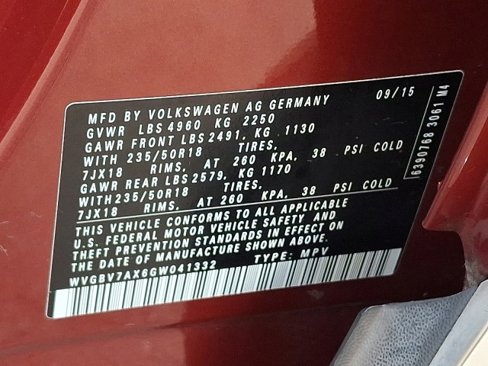 MFD BY VOLKSWAGEN AG GERMANY 09/15
GVWR LBS 4960 KG 2250
GAWR FRONT LBS 2491, KG 1130
WITH 235/50R18 TIRES,
7JX18 RIMS, AT 260 KPA, 38 PSI COLD
GAWR REAR LBS 2579, KG 1170
WITH 235/50R18 TIRES,
7JX18 RIMS, AT 260 KPA, 38 PSI COLD
THIS VEHICLE CONFORMS TO ALL APPLICABLE
U.S. FEDERAL MOTOR VEHICLE SAFETY AND
THEFT PREVENTION STANDARDS IN EFFECT ON
THE DATE OF MANUFACTURE SHOWN ABOVE.
WVGBV7AX6GW041332 TYPE: MPV
6390768 3061 M4